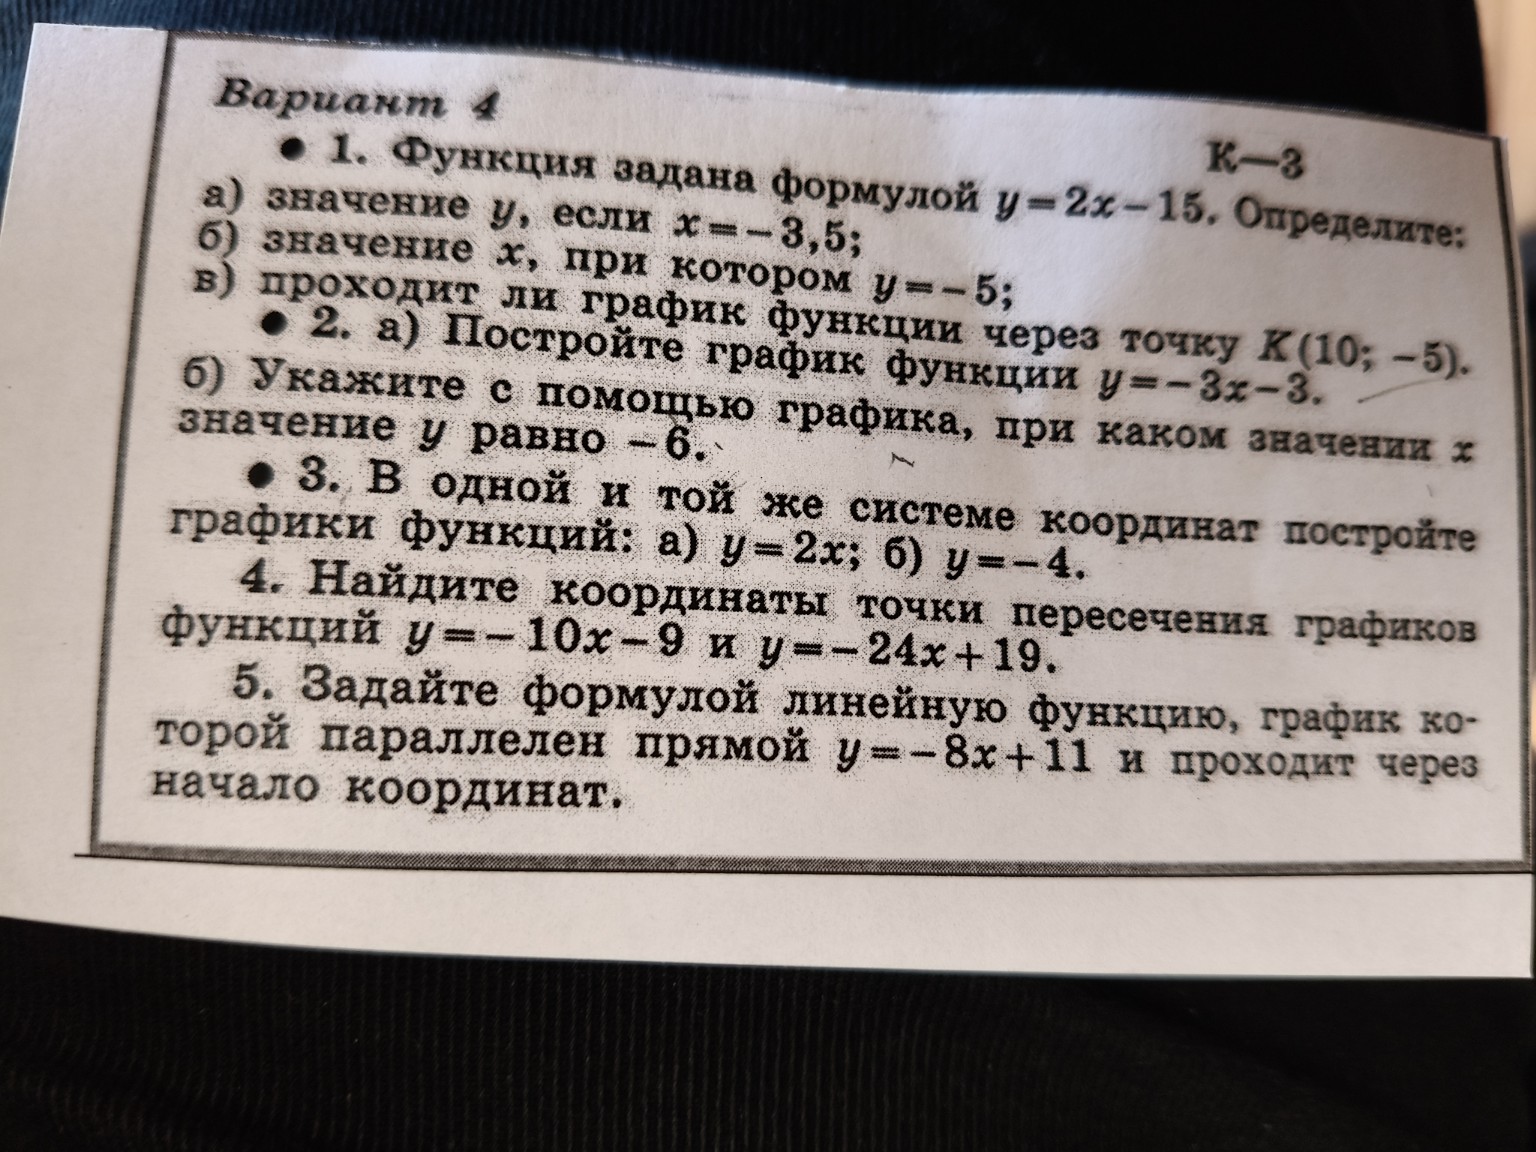 Вариант 4
К—3
• 1. Функция задана формулой y=2x−15. Определите:
а) значение y, если x=−3,5;
б) значение x, при котором y=−5;
в) проходит ли график функции через точку K(10; −5).
• 2. а) Постройте график функции y=−3x−3.
б) Укажите с помощью графика, при каком значении x
значение y равно −6.
• 3. В одной и той же системе координат постройте
графики функций: а) y=2x; б) y=−4.
4. Найдите координаты точки пересечения графиков
функций y=−10x−9 и y=−24x+19.
5. Задайте формулой линейную функцию, график ко-
торой параллелен прямой y=−8x+11 и проходит через
начало координат.